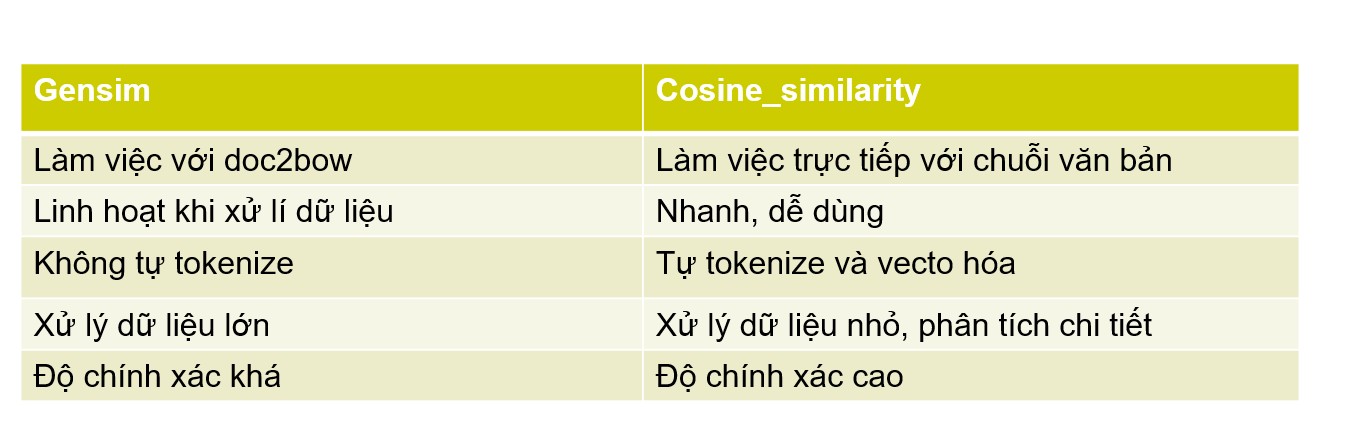 Gensim
Cosine_similarity
Làm việc với doc2bow
Làm việc trực tiếp với chuỗi văn bản
Linh hoạt khi xử lí dữ liệu
Nhanh, dễ dùng
Không tự tokenize
Tự tokenize và vecto hóa
Xử lý dữ liệu lớn
Xử lý dữ liệu nhỏ, phân tích chi tiết
Độ chính xác khá
Độ chính xác cao